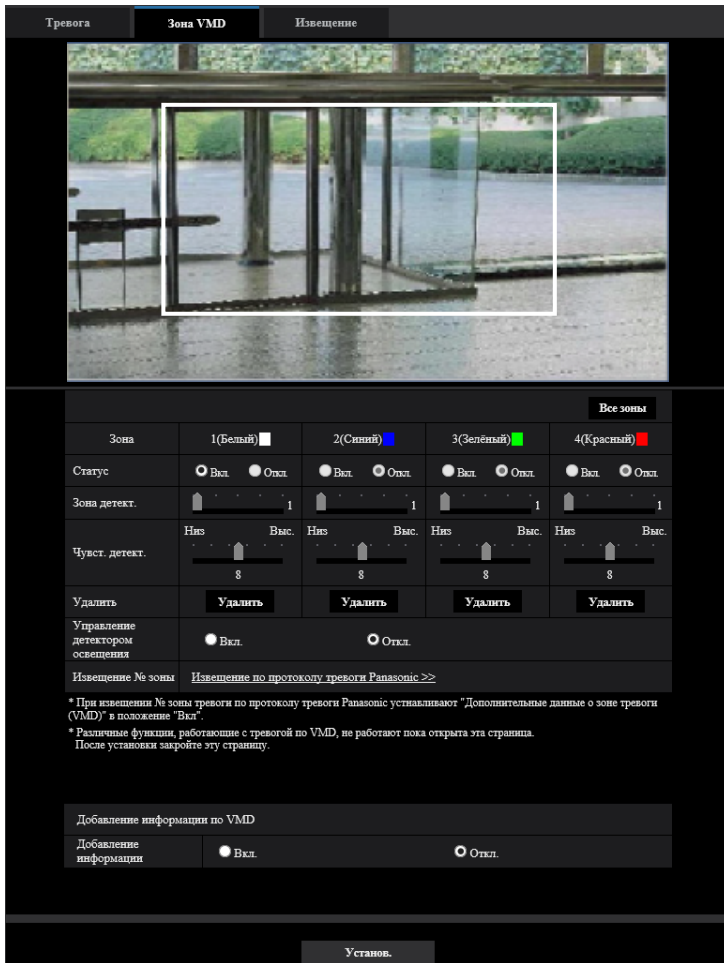 Тревога Зона VMD Извещение
Все зоны
Зона 1(Белый) 2(Синий) 3(Зелёный) 4(Красный)
Статус Вкл. Откл. Вкл. Откл. Вкл. Откл. Вкл. Откл.
Зона детект. 1 1 1 1
Низ Выс. Низ Выс. Низ Выс. Низ Выс.
Чувст. детект.
8 8 8 8
Удалить Удалить Удалить Удалить Удалить
Управление
детектором
освещения
Вкл. Откл.
Извещение № зоны Извещение по протоколу тревоги Panasonic >>
* При извещении № зоны тревоги по протоколу тревоги Panasonic устнавливают "Дополнительные данные о зоне тревоги
(VMD)" в положение "Вкл".
* Различные функции, работающие с тревогой по VMD, не работают пока открыта эта страница.
После установки закройте эту страницу.
Добавление информации по VMD
Добавление
информации
Вкл. Откл.
Установ.